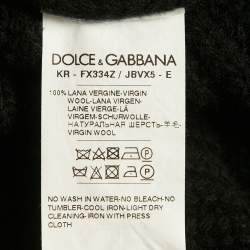 DOLCE & GABBANA
KR - FX334Z / JBVX5 - E
100% LANA VERGINE-VIRGIN
WOOL-LANA VIRGEN-
LAINE VIERGE-LÃ
VIRGEM-SCHURWOLLE-
НАТУРАЛЬНАЯ ШЕРСТЬ-羊毛-
VIRGIN WOOL
P
NO WASH IN WATER-NO BLEACH-NO
TUMBLER-COOL IRON-LIGHT DRY
CLEANING-IRON WITH PRESS
CLOTH